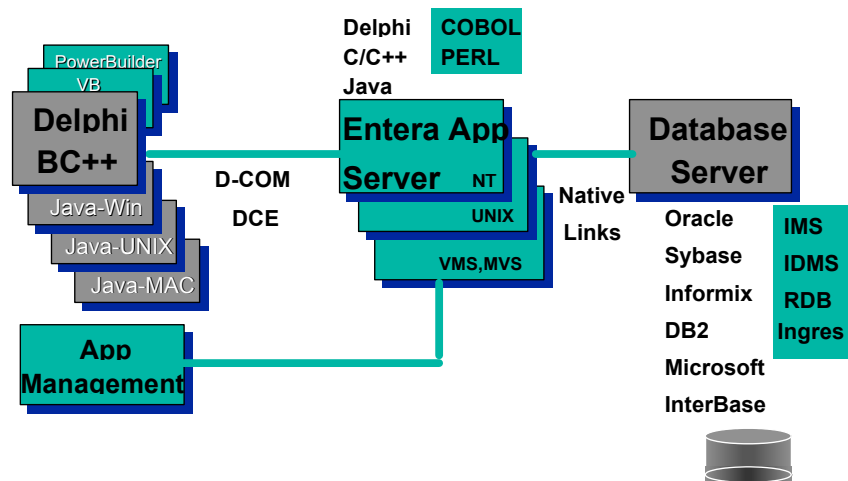 PowerBuilder
VB
Delphi
BC++
Java-Win
Java-UNIX
Java-MAC
App
Management
D-COM
DCE
Delphi
C/C++
Java
COBOL
PERL
Entera App
Server NT
UNIX
VMS,MVS
Native
Links
Database
Server
Oracle
Sybase
Informix
DB2
Microsoft
InterBase
IMS
IDMS
RDB
Ingres